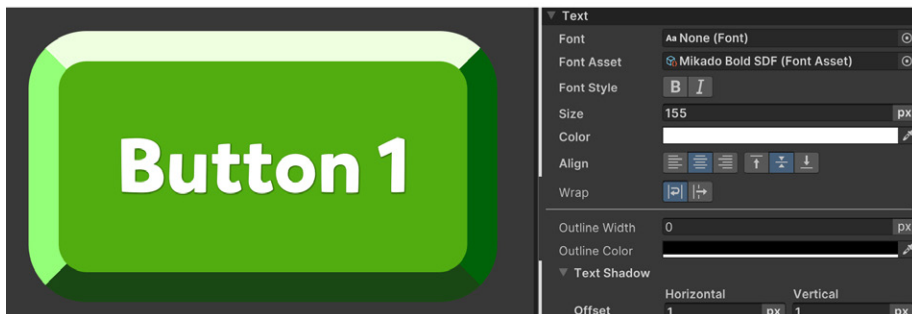 Button 1
Text
Font
Aa None (Font)
Font Asset
Mikado Bold SDF (Font Asset)
Font Style
B I
Size
155
px
Color
Align
Wrap
Outline Width
0
px
Outline Color
Text Shadow
Horizontal Vertical
Offset
1 px 1 px